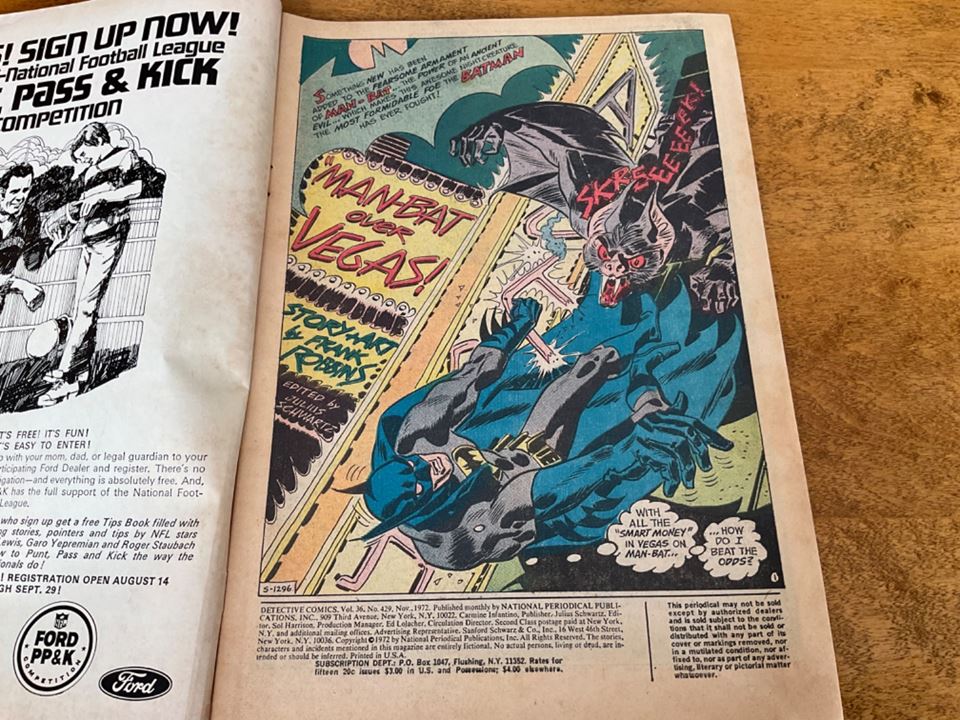 ! SIGN UP NOW!
-National Football League
, PASS & KICK
COMPETITION
T'S FREE! IT'S FUN!
'S EASY TO ENTER!
with your mom, dad, or legal guardian to your
Ford Dealer and register. There's no
and everything is absolutely free. And,
&K has the full support of the National Foot-
League.
who sign up get a free Tips Book filled with
stories, pointers and tips by NFL stars
Lewis, Garo Yepremian and Roger Staubach
to Punt, Pass and Kick the way the
do!
! REGISTRATION OPEN AUGUST 14
GH SEPT. 29!
NFL
FORD
PP&K
COMPETITION
Ford
SOMETHING NEW HAS BEEN
ADDED TO THE FEARSOME ARMAMENT
OF MAN-BAT - THE POWER OF AN ANCIENT
EVIL... WHICH MAKES THIS AWESOME NIGHT-CREATURE
THE MOST FORMIDABLE FOE THE BATMAN
HAS EVER FOUGHT!
"MAN-BAT
OVER
VEGAS!
STORY & ART
by FRANK
ROBBINS
EDITED by
JULIUS
SCHWARTZ
SKREEEEEEEK!
WITH
ALL THE
"SMART MONEY"
IN VEGAS ON
MAN-BAT...
...HOW
DO I
BEAT THE
ODDS?
1
S-1296
DETECTIVE COMICS, Vol. 36, No. 429, Nov., 1972. Published monthly by NATIONAL PERIODICAL PUBLI-
CATIONS, INC., 909 Third Avenue, New York, N.Y. 10022. Carmine Infantino, Publisher. Julius Schwartz, Edi-
tor. Sol Harrison, Production Manager. Ed Lolacher, Circulation Director. Second Class postage paid at New York,
N.Y. and additional mailing offices. Advertising Representative. Sanford Schwarz & Co., Inc. 16 West 46th Street,
New York, N.Y. 10036. Copyright © 1972 by National Periodical Publications, Inc. All Rights Reserved. The stories,
characters and incidents mentioned in this magazine are entirely fictional. No actual persons, living or dead, are in-
tended or should be inferred. Printed in U.S.A.
SUBSCRIPTION DEPT.: P.O. Box 1047, Flushing, N.Y. 11352. Rates for
fifteen 20c issues $3.00 in U.S. and Possessions; $4.00 elsewhere.
This periodical may not be sold
except by authorized dealers
and is sold subject to the condi-
tions that it shall not be sold or
distributed with any part of its
cover or markings removed, nor
in a mutilated condition, nor af-
fixed to, nor as part of any adver-
tising, literary or pictorial matter
whatsoever.